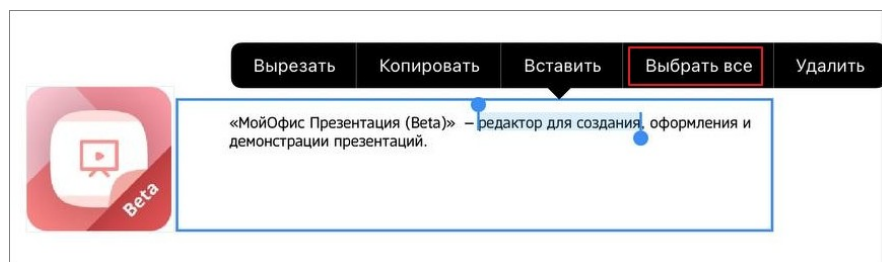 Вырезать Копировать Вставить Выбрать все Удалить
«МойОфис Презентация (Beta)» – редактор для создания, оформления и
демонстрации презентаций.
Beta